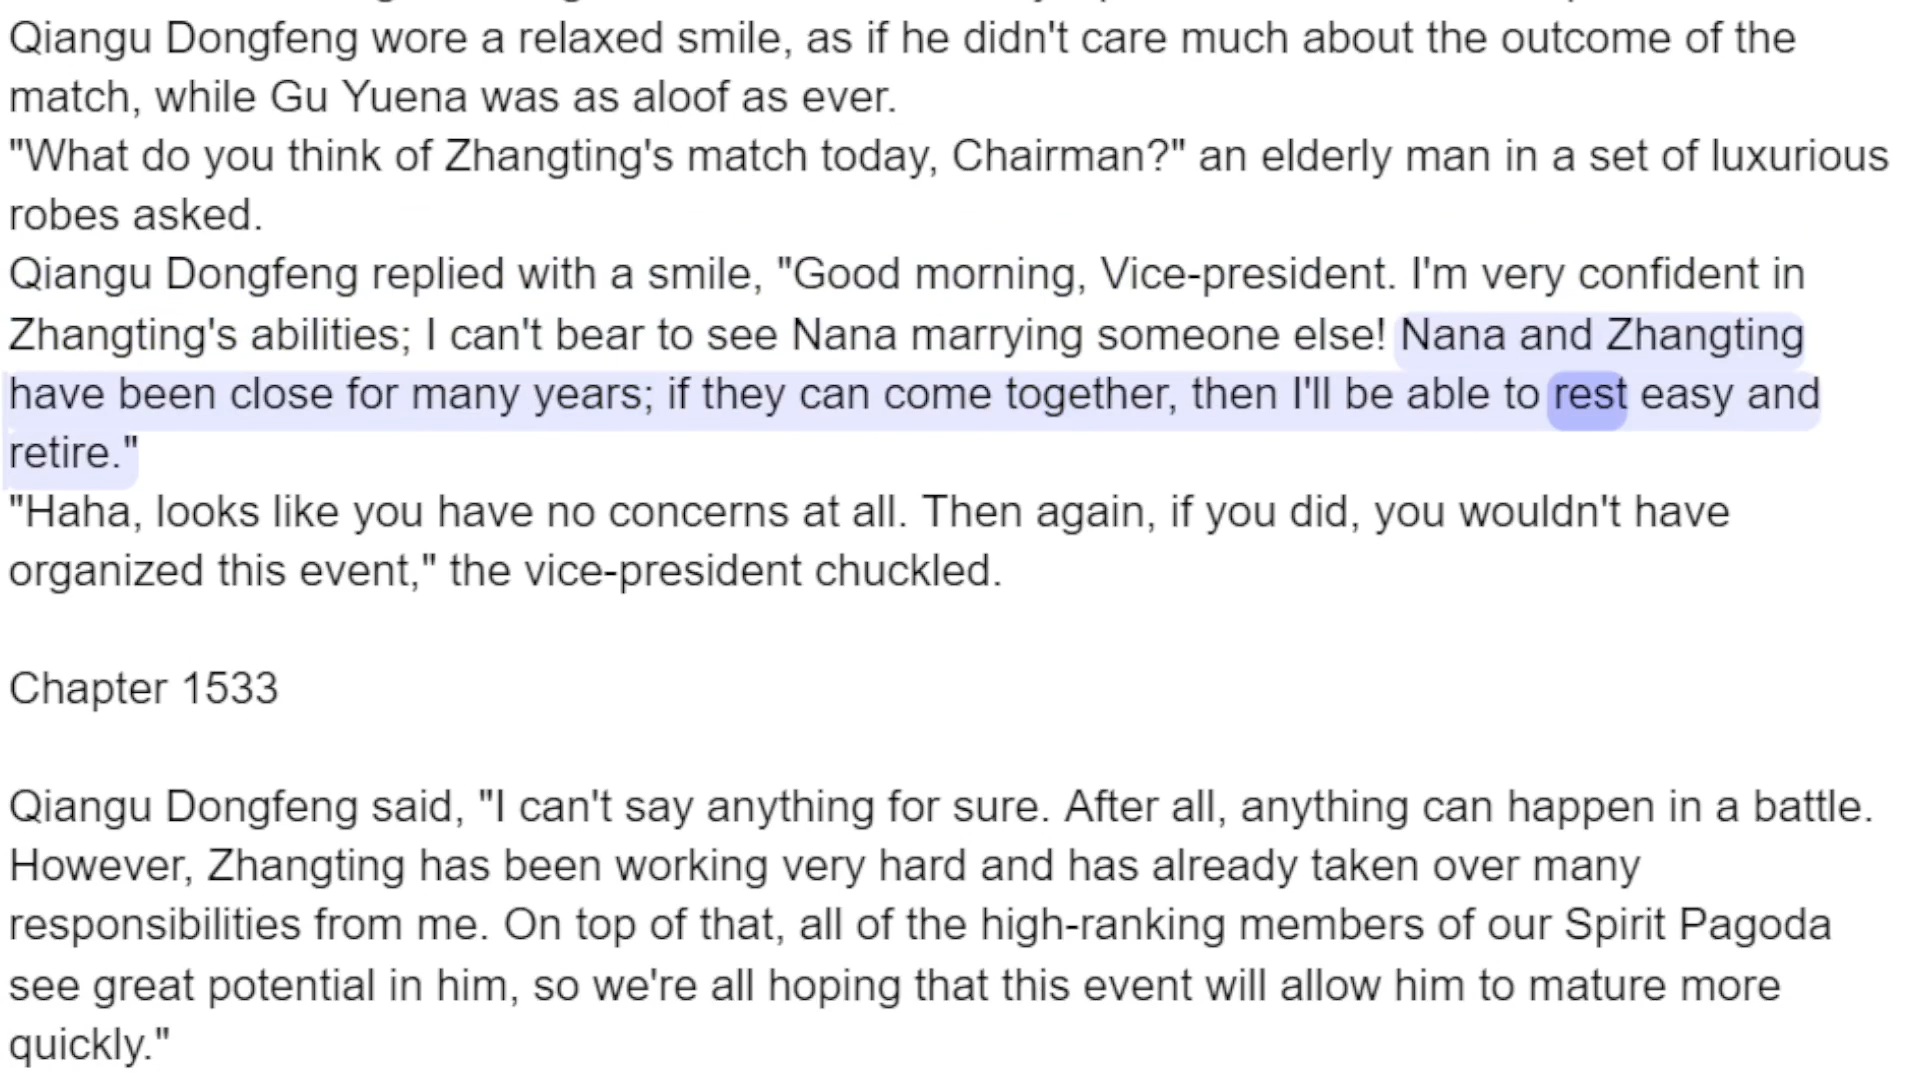 Qiangu Dongfeng wore a relaxed smile, as if he didn't care much about the outcome of the
match, while Gu Yuena was as aloof as ever.
"What do you think of Zhangting's match today, Chairman?" an elderly man in a set of luxurious
robes asked.
Qiangu Dongfeng replied with a smile, "Good morning, Vice-president. I'm very confident in
Zhangting's abilities; I can't bear to see Nana marrying someone else! Nana and Zhangting
have been close for many years; if they can come together, then I'll be able to rest easy and
retire."
"Haha, looks like you have no concerns at all. Then again, if you did, you wouldn't have
organized this event," the vice-president chuckled.
Chapter 1533
Qiangu Dongfeng said, "I can't say anything for sure. After all, anything can happen in a battle.
However, Zhangting has been working very hard and has already taken over many
responsibilities from me. On top of that, all of the high-ranking members of our Spirit Pagoda
see great potential in him, so we're all hoping that this event will allow him to mature more
quickly."